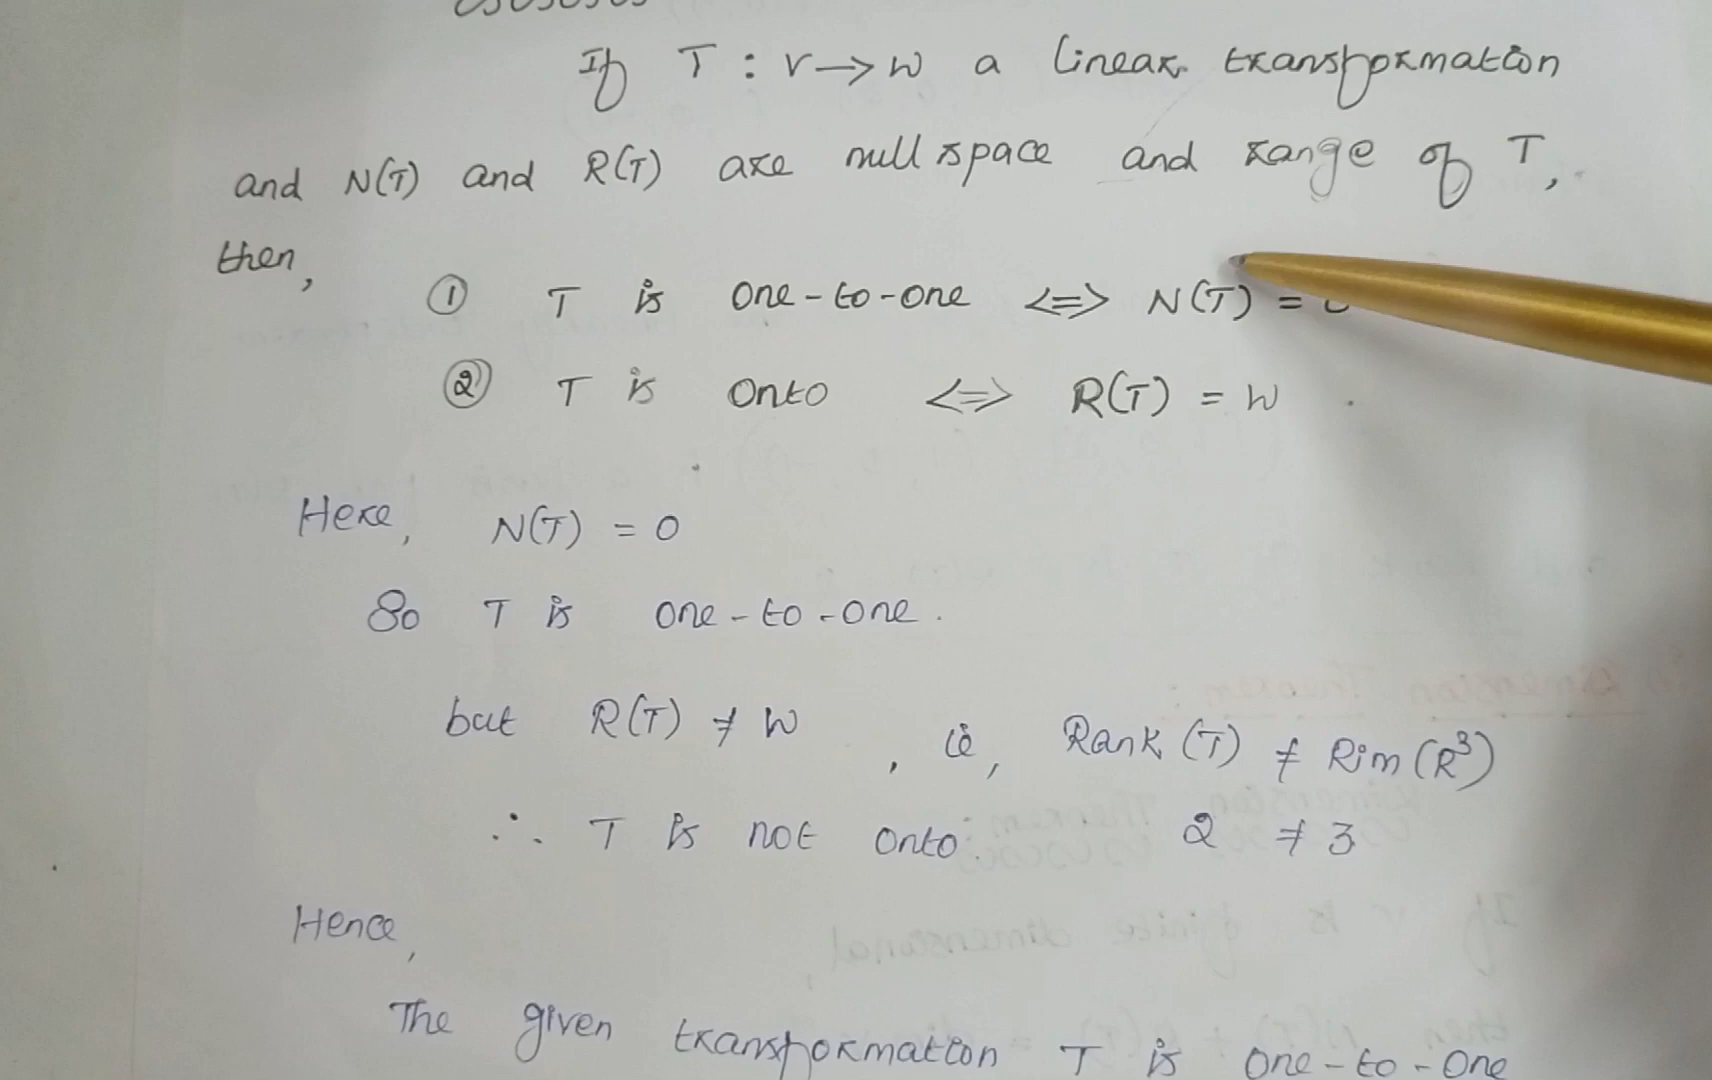 If T : V → W a linear transformation
and N(T) and R(T) are null space and range of T,
then,
① T is one-to-one <=> N(T) =
② T is onto <=> R(T) = W .
Here, N(T) = 0
So T is one-to-one.
but R(T) ≠ W , ie, Rank (T) ≠ Rim (R³)
∴ T is not onto. 2 ≠ 3
Hence,
The given transformation T is one-to-one